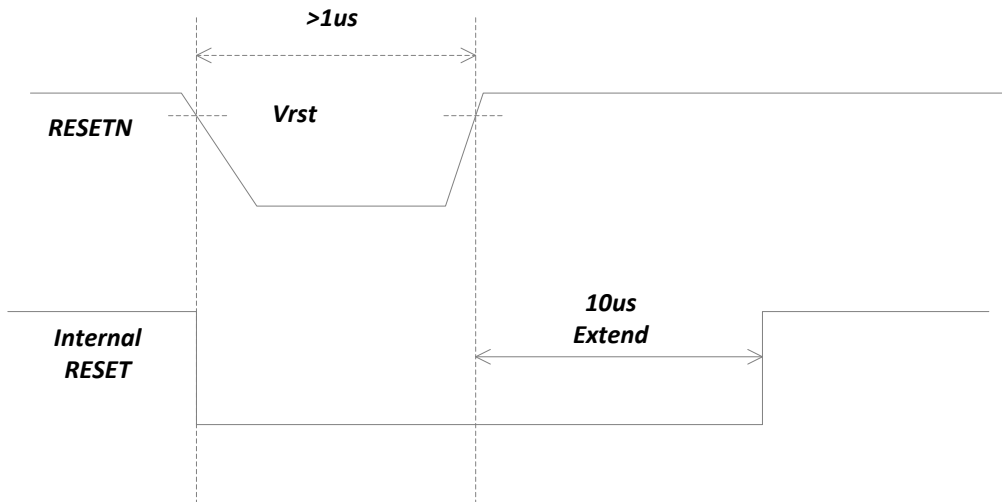 >1us
Vrst
RESETN
10us
Extend
Internal
RESET